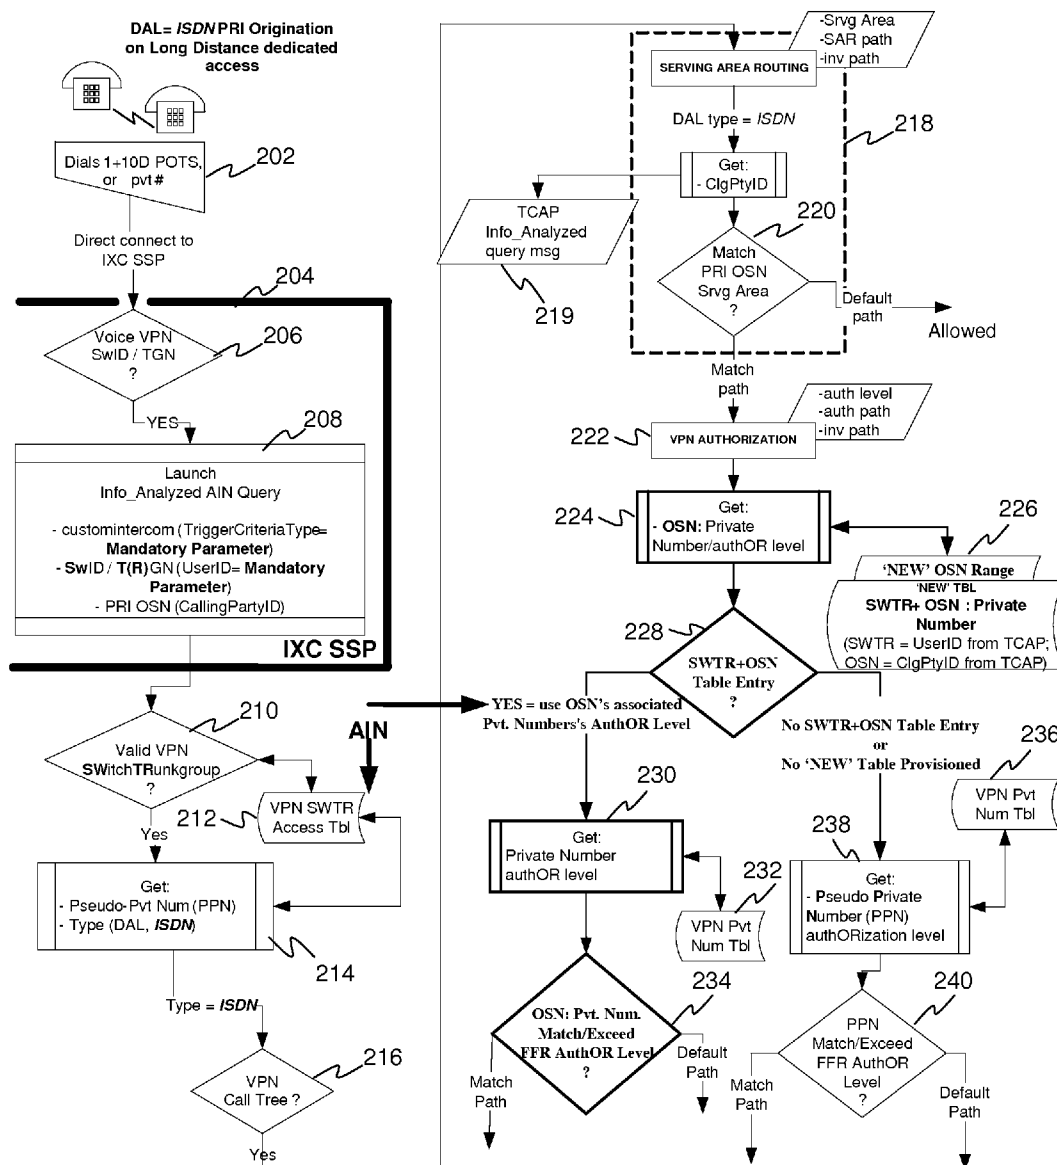 DAL= ISDN PRI Origination
on Long Distance dedicated
access
Dials 1+10D POTS,
or pvt#
202
Direct connect to
IXC SSP
204
Voice VPN
SwID / TGN
?
206
YES
208
Launch
Info_Analyzed AIN Query
- customintercom (TriggerCriteriaType=
Mandatory Parameter)
- SwID / T(R)GN (UserID= Mandatory
Parameter)
- PRI OSN (CallingPartyID)
IXC SSP
210
Valid VPN
SWitchTRunkgroup
?
AIN
212
VPN SWTR
Access Tbl
Yes
Get:
- Pseudo-Pvt Num (PPN)
- Type (DAL, ISDN)
214
Type = ISDN
216
VPN
Call Tree ?
Yes
-Srvg Area
-SAR path
-inv path
SERVING AREA ROUTING
218
DAL type = ISDN
Get:
- ClgPtyID
TCAP
Info_Analyzed
query msg
219
220
Match
PRI OSN
Srvg Area
?
Default
path
Allowed
Match
path
-auth level
-auth path
-inv path
222
VPN AUTHORIZATION
224
Get:
- OSN: Private
Number/authOR level
226
'NEW' OSN Range
'NEW' TBL
SWTR+ OSN : Private
Number
(SWTR = UserID from TCAP;
OSN = ClgPtyID from TCAP)
228
SWTR+OSN
Table Entry
?
YES = use OSN's associated
Pvt. Numbers's AuthOR Level
No SWTR+OSN Table Entry
or
No 'NEW' Table Provisioned
230
Get:
Private Number
authOR level
232
VPN Pvt
Num Tbl
234
OSN: Pvt. Num.
Match/Exceed
FFR AuthOR Level
?
Match
Path
Default
Path
236
VPN Pvt
Num Tbl
238
Get:
- Pseudo Private
Number (PPN)
authORization level
240
PPN
Match/Exceed
FFR AuthOR
Level
?
Match
Path
Default
Path